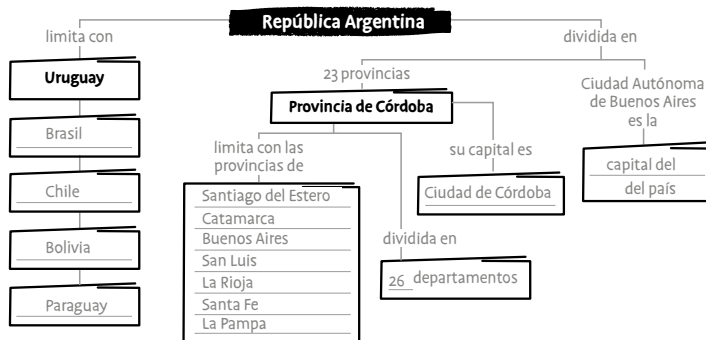 República Argentina
limita con
dividida en
Uruguay
Brasil
Chile
Bolivia
Paraguay
23 provincias
Provincia de Córdoba
limita con las
provincias de
Santiago del Estero
Catamarca
Buenos Aires
San Luis
La Rioja
Santa Fe
La Pampa
dividida en
26 departamentos
su capital es
Ciudad de Córdoba
Ciudad Autónoma
de Buenos Aires
es la
capital del
del país